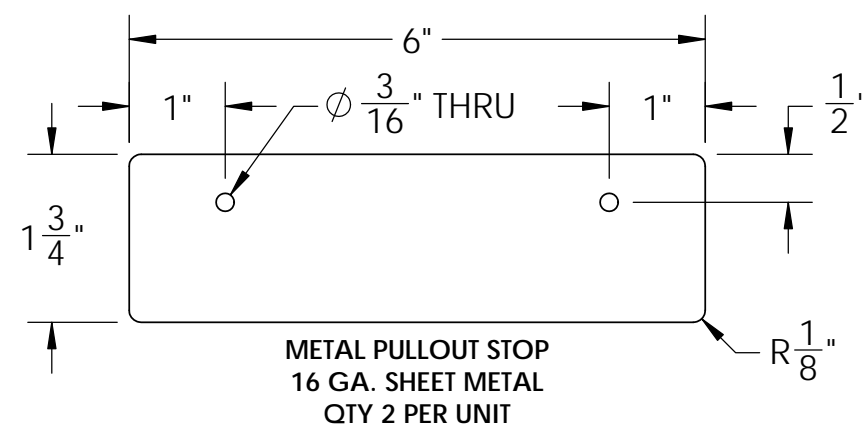 6"
1"
⌀ 3/16" THRU
1"
1/2"
1 3/4"
R1/8"
METAL PULLOUT STOP
16 GA. SHEET METAL
QTY 2 PER UNIT